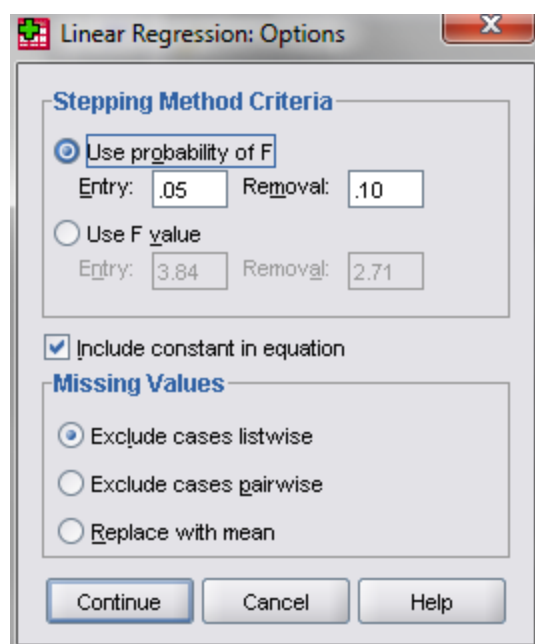 Linear Regression: Options
Stepping Method Criteria
Use probability of F
Entry: .05 Removal: .10
Use F value
Entry: 3.84 Removal: 2.71
Include constant in equation
Missing Values
Exclude cases listwise
Exclude cases pairwise
Replace with mean
Continue Cancel Help